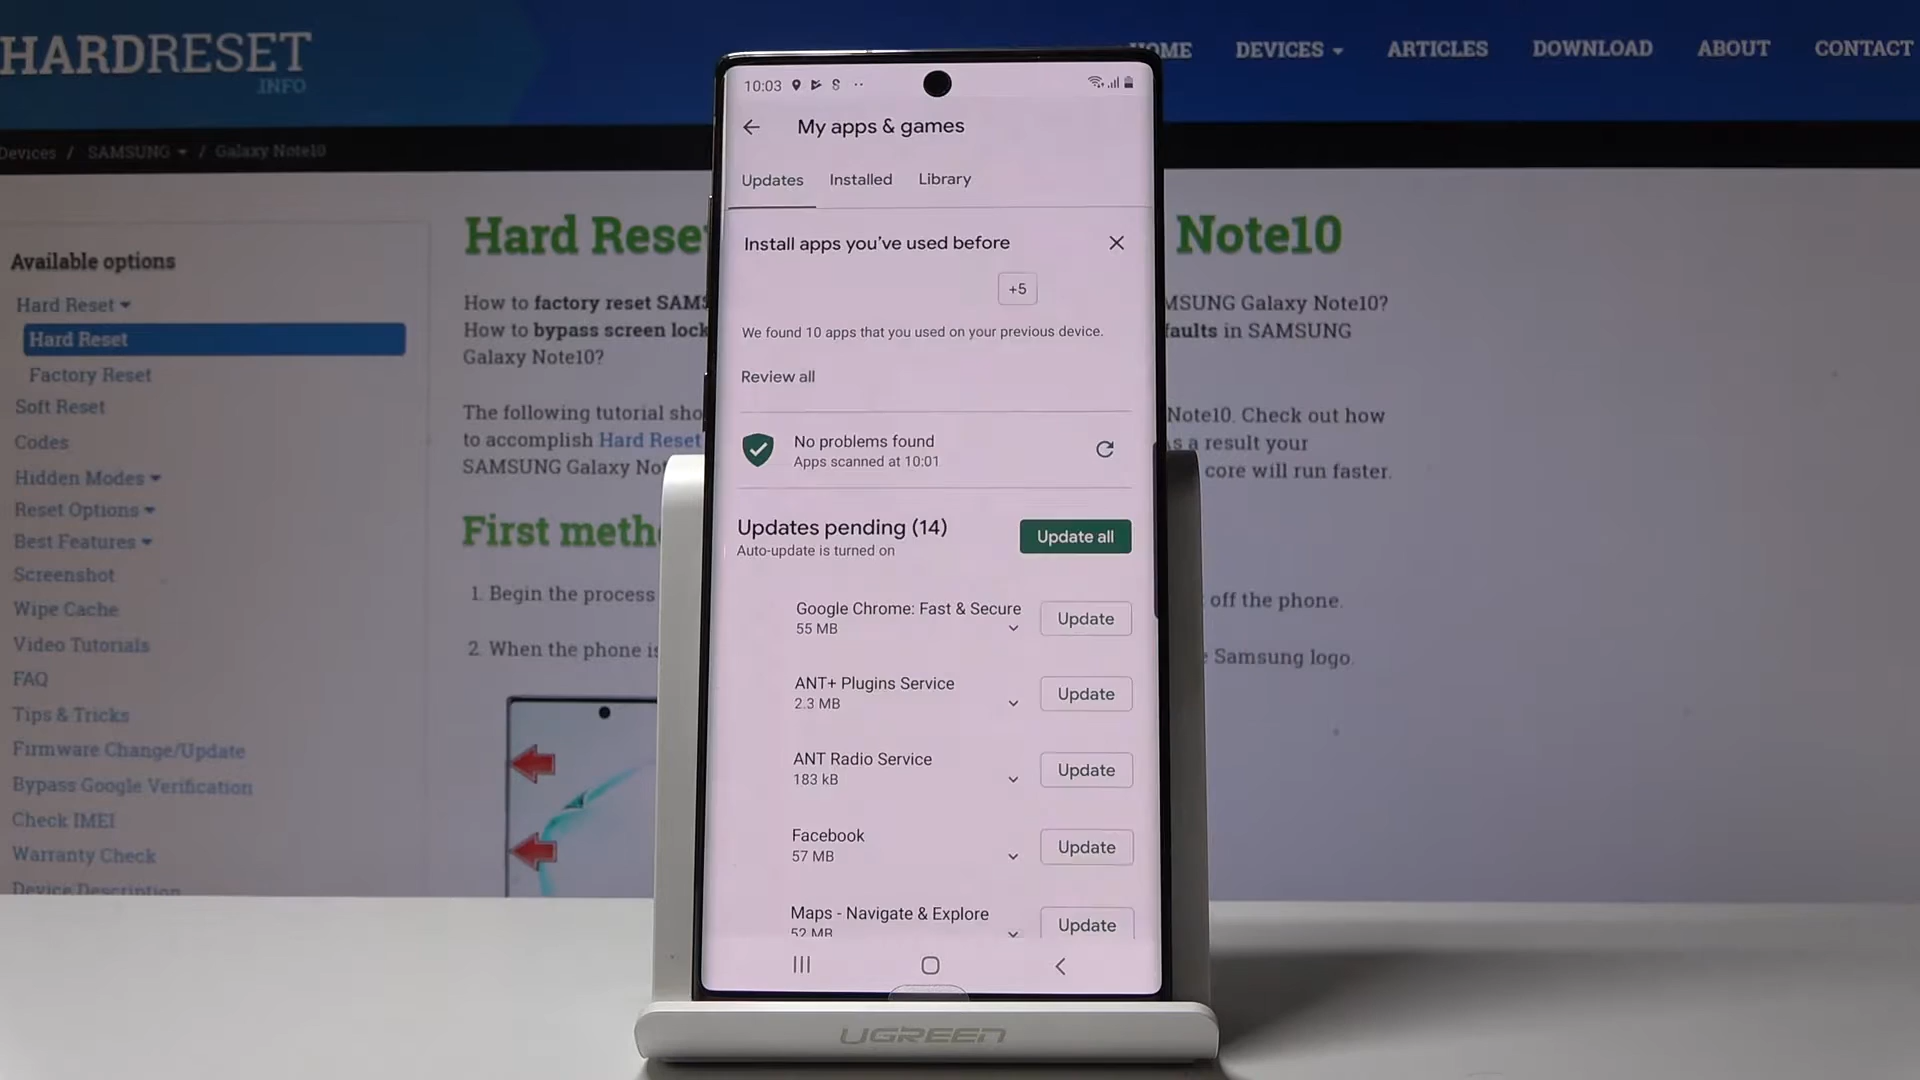 HARDRESET
.INFO
HOME DEVICES ARTICLES DOWNLOAD ABOUT CONTACT
Devices / SAMSUNG / Galaxy Note10
Available options
Hard Reset
Hard Reset
Factory Reset
Soft Reset
Codes
Hidden Modes
Reset Options
Best Features
Screenshot
Wipe Cache
Video Tutorials
FAQ
Tips & Tricks
Firmware Change/Update
Bypass Google Verification
Check IMEI
Warranty Check
Device Description
Hard Rese Note10
How to factory reset SAMS MSUNG Galaxy Note10?
How to bypass screen lock faults in SAMSUNG
Galaxy Note10?
The following tutorial sho Note10. Check out how
to accomplish Hard Reset s a result your
SAMSUNG Galaxy No core will run faster.
First meth
1. Begin the process off the phone.
2. When the phone is e Samsung logo.
10:03
My apps & games
Updates Installed Library
Install apps you've used before
+5
We found 10 apps that you used on your previous device.
Review all
No problems found
Apps scanned at 10:01
Updates pending (14)
Auto-update is turned on
Update all
Google Chrome: Fast & Secure
55 MB
Update
ANT+ Plugins Service
2.3 MB
Update
ANT Radio Service
183 kB
Update
Facebook
57 MB
Update
Maps - Navigate & Explore
52 MB
Update
UGREEN